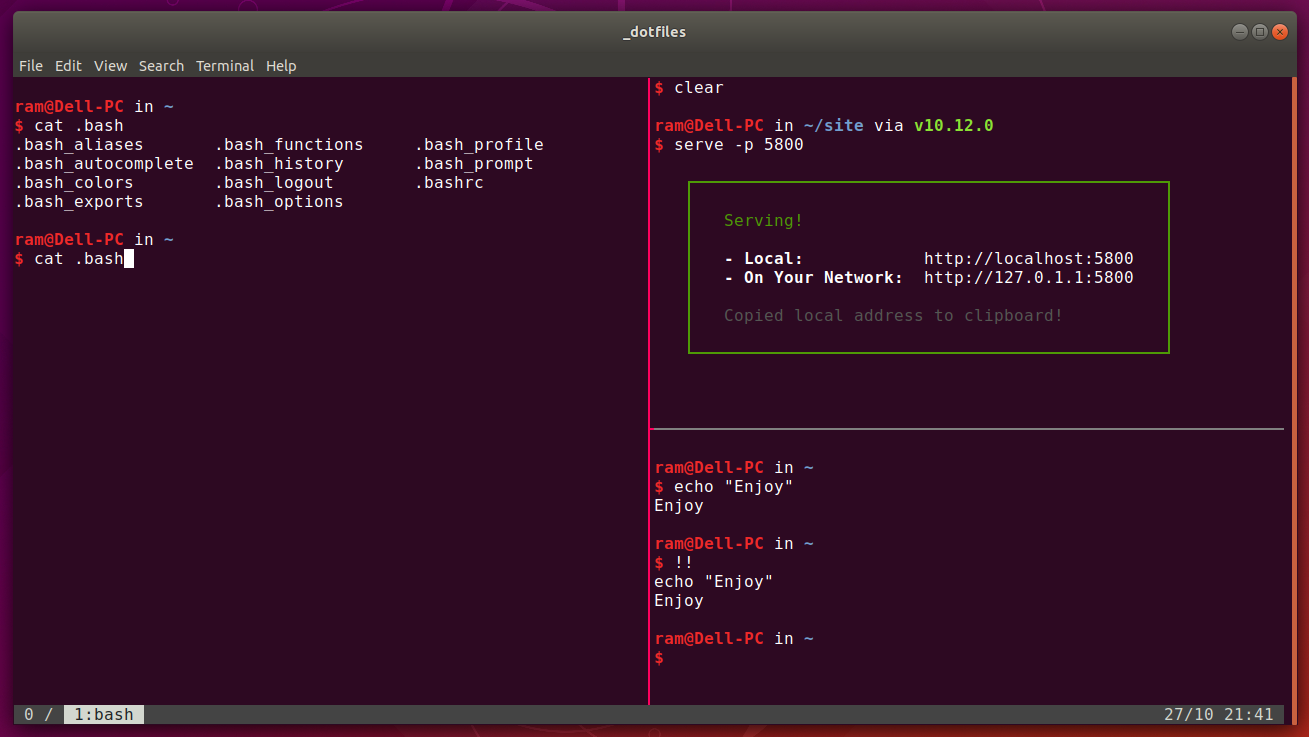 _dotfiles
File Edit View Search Terminal Help
ram@Dell-PC in ~
$ cat .bash
.bash_aliases .bash_functions .bash_profile
.bash_autocomplete .bash_history .bash_prompt
.bash_colors .bash_logout .bashrc
.bash_exports .bash_options
ram@Dell-PC in ~
$ cat .bash
$ clear
ram@Dell-PC in ~/site via v10.12.0
$ serve -p 5800
Serving!
- Local: http://localhost:5800
- On Your Network: http://127.0.1.1:5800
Copied local address to clipboard!
ram@Dell-PC in ~
$ echo "Enjoy"
Enjoy
ram@Dell-PC in ~
$ !!
echo "Enjoy"
Enjoy
ram@Dell-PC in ~
$
0 / 1:bash 27/10 21:41